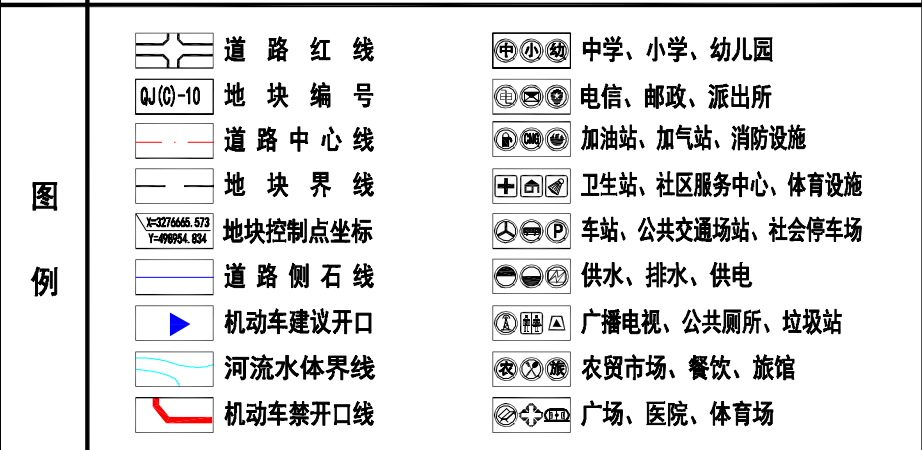 图例
道路红线
QJ(C)-10 地块编号
道路中心线
地块界线
X=3276665.573
Y=498954.834
地块控制点坐标
道路侧石线
机动车建议开口
河流水体界线
机动车禁开口线
中 小 幼 中学、小学、幼儿园
电信、邮政、派出所
CNG 加油站、加气站、消防设施
卫生站、社区服务中心、体育设施
P 车站、公共交通场站、社会停车场
供水、排水、供电
广播电视、公共厕所、垃圾站
农 旅 农贸市场、餐饮、旅馆
广场、医院、体育场